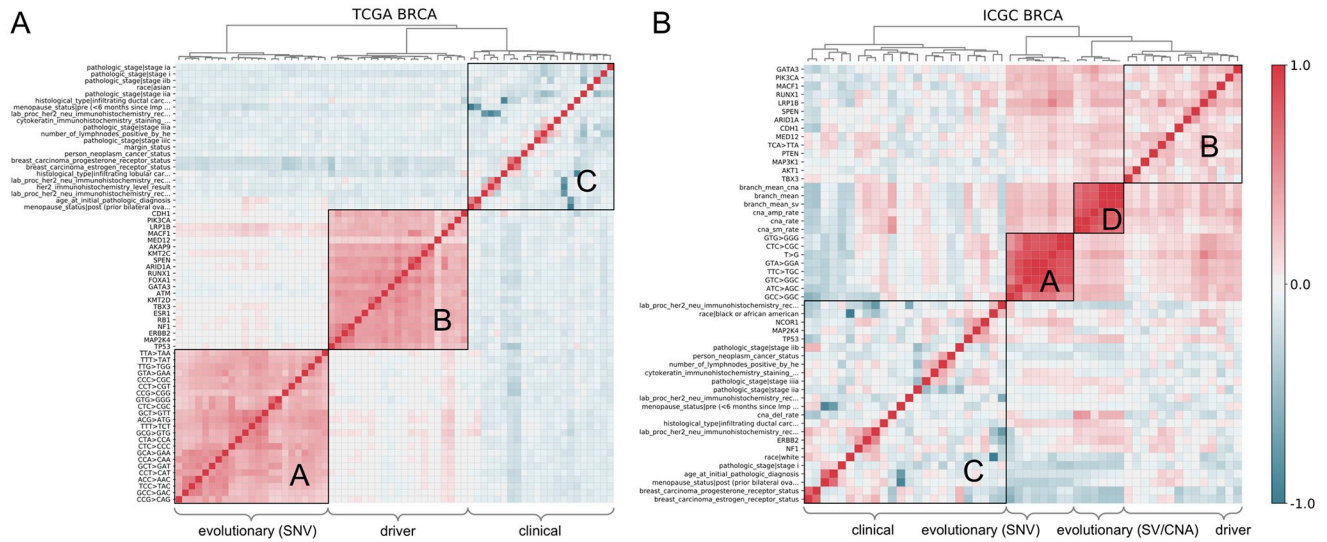 A
TCGA BRCA
pathologic_stage|stage ia
pathologic_stage|stage i
pathologic_stage|stage iib
race|asian
pathologic_stage|stage iia
histological_type|infiltrating ductal carc...
menopause_status|pre (<6 months since lmp ...
lab_proc_her2_neu_immunohistochemistry_rec...
cytokeratin_immunohistochemistry_staining_...
pathologic_stage|stage iiia
number_of_lymphnodes_positive_by_he
pathologic_stage|stage iiic
margin_status
person_neoplasm_cancer_status
breast_carcinoma_progesterone_receptor_status
breast_carcinoma_estrogen_receptor_status
histological_type|infiltrating lobular car...
lab_proc_her2_neu_immunohistochemistry_rec...
her2_immunohistochemistry_level_result
lab_proc_her2_neu_immunohistochemistry_rec...
age_at_initial_pathologic_diagnosis
menopause_status|post (prior bilateral ova...
CDH1
PIK3CA
LRP1B
MACF1
MED12
AKAP9
KMT2C
SPEN
ARID1A
RUNX1
FOXA1
GATA3
ATM
KMT2D
TBX3
ESR1
RB1
NF1
ERBB2
MAP2K4
TP53
TTA>TAA
TTT>TAT
TTG>TGG
GTA>GAA
CCC>CGC
CCT>CGT
CCG>CGG
GTG>GGG
CTC>CGC
GCT>GTT
ACG>ATG
TTT>TCT
GCG>GTG
CTA>CCA
CTC>CCC
GCA>GAA
CCA>CAA
GCT>GAT
CCT>CAT
ACC>AAC
TCC>TAC
GCC>GAC
CCG>CAG
C
B
A
evolutionary (SNV)
driver
clinical
B
ICGC BRCA
GATA3
PIK3CA
MACF1
RUNX1
LRP1B
SPEN
ARID1A
CDH1
MED12
TCA>TTA
PTEN
MAP3K1
AKT1
TBX3
branch_mean_cna
branch_mean
branch_mean_sv
cna_amp_rate
cna_rate
cna_sm_rate
GTG>GGG
CTC>CGC
T>G
GTA>GGA
TTC>TGC
GTC>GGC
ATC>AGC
GCC>GGC
lab_proc_her2_neu_immunohistochemistry_rec...
race|black or african american
NCOR1
MAP2K4
TP53
pathologic_stage|stage iib
person_neoplasm_cancer_status
number_of_lymphnodes_positive_by_he
cytokeratin_immunohistochemistry_staining_...
pathologic_stage|stage iiia
pathologic_stage|stage iia
lab_proc_her2_neu_immunohistochemistry_rec...
menopause_status|pre (<6 months since lmp ...
cna_del_rate
histological_type|infiltrating ductal carc...
lab_proc_her2_neu_immunohistochemistry_rec...
ERBB2
NF1
race|white
pathologic_stage|stage i
age_at_initial_pathologic_diagnosis
menopause_status|post (prior bilateral ova...
breast_carcinoma_progesterone_receptor_status
breast_carcinoma_estrogen_receptor_status
B
D
A
C
clinical
evolutionary (SNV)
evolutionary (SV/CNA)
driver
1.0
0.5
0.0
-0.5
-1.0